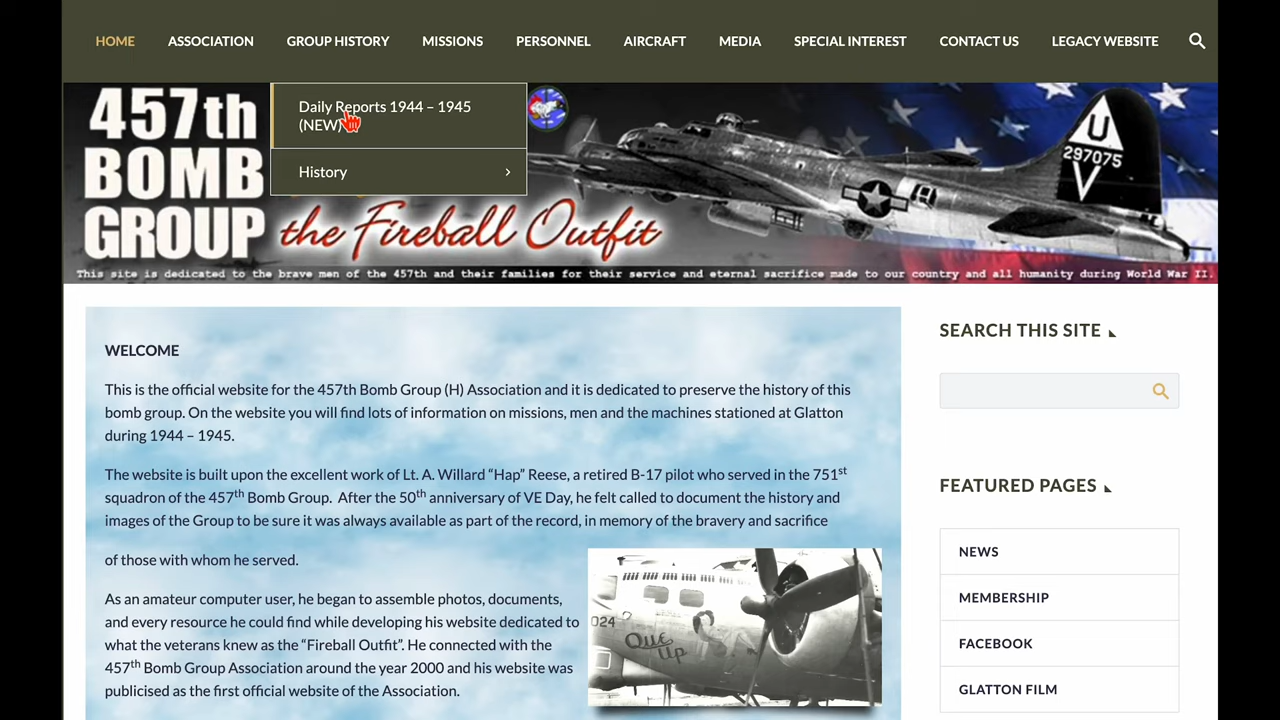 HOME ASSOCIATION GROUP HISTORY MISSIONS PERSONNEL AIRCRAFT MEDIA SPECIAL INTEREST CONTACT US LEGACY WEBSITE
Daily Reports 1944 – 1945
(NEW)
History
457th
BOMB
GROUP
the Fireball Outfit
U
297075
This site is dedicated to the brave men of the 457th and their families for their service and eternal sacrifice made to our country and all humanity during World War II.
WELCOME
This is the official website for the 457th Bomb Group (H) Association and it is dedicated to preserve the history of this
bomb group. On the website you will find lots of information on missions, men and the machines stationed at Glatton
during 1944 – 1945.
The website is built upon the excellent work of Lt. A. Willard “Hap” Reese, a retired B-17 pilot who served in the 751st
squadron of the 457th Bomb Group. After the 50th anniversary of VE Day, he felt called to document the history and
images of the Group to be sure it was always available as part of the record, in memory of the bravery and sacrifice
of those with whom he served.
As an amateur computer user, he began to assemble photos, documents,
and every resource he could find while developing his website dedicated to
what the veterans knew as the “Fireball Outfit”. He connected with the
457th Bomb Group Association around the year 2000 and his website was
publicised as the first official website of the Association.
024
Que
Up
SEARCH THIS SITE
FEATURED PAGES
NEWS
MEMBERSHIP
FACEBOOK
GLATTON FILM